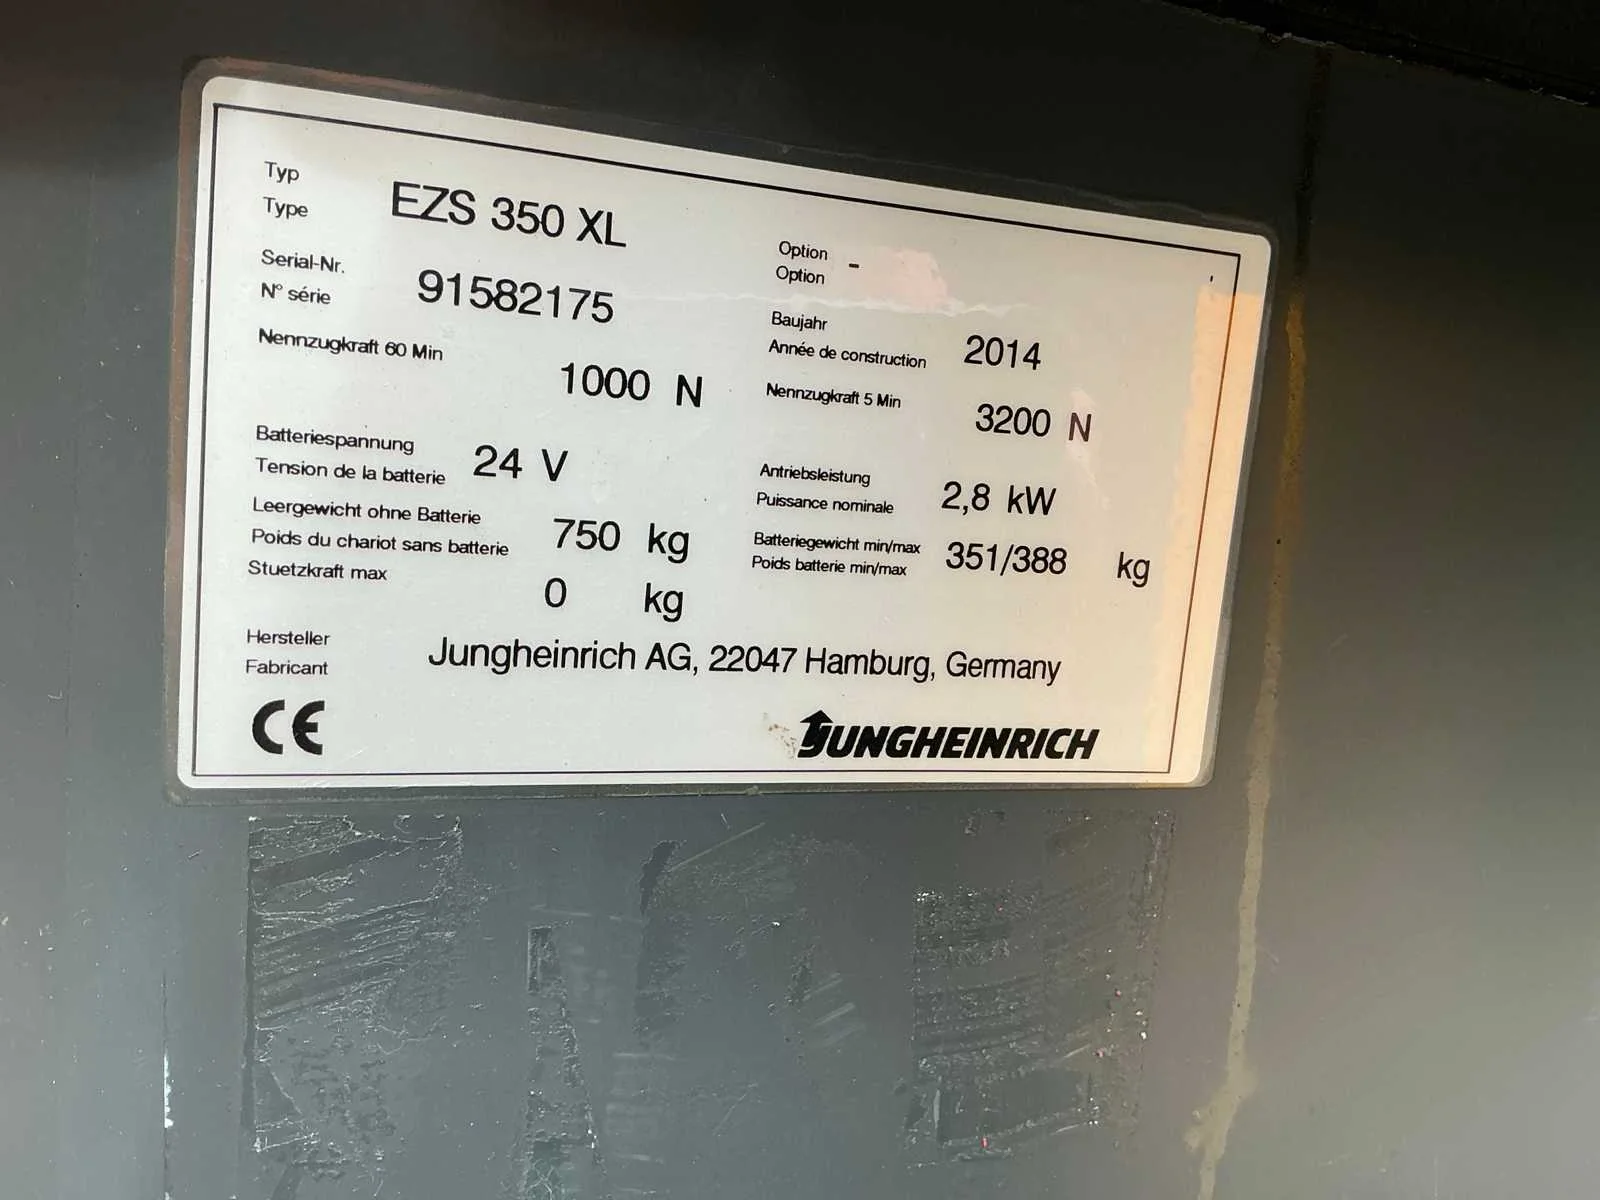 Typ
Type
EZS 350 XL
Option -
Option
Serial-Nr.
N° série
91582175
Baujahr
Année de construction
2014
Nennzugkraft 60 Min
1000 N
Nennzugkraft 5 Min
3200 N
Batteriespannung
Tension de la batterie
24 V
Antriebsleistung
Puissance nominale
2,8 kW
Leergewicht ohne Batterie
Poids du chariot sans batterie
750 kg
Batteriegewicht min/max
Poids batterie min/max
351/388 kg
Stuetzkraft max
0 kg
Hersteller
Fabricant
Jungheinrich AG, 22047 Hamburg, Germany
CE
JUNGHEINRICH